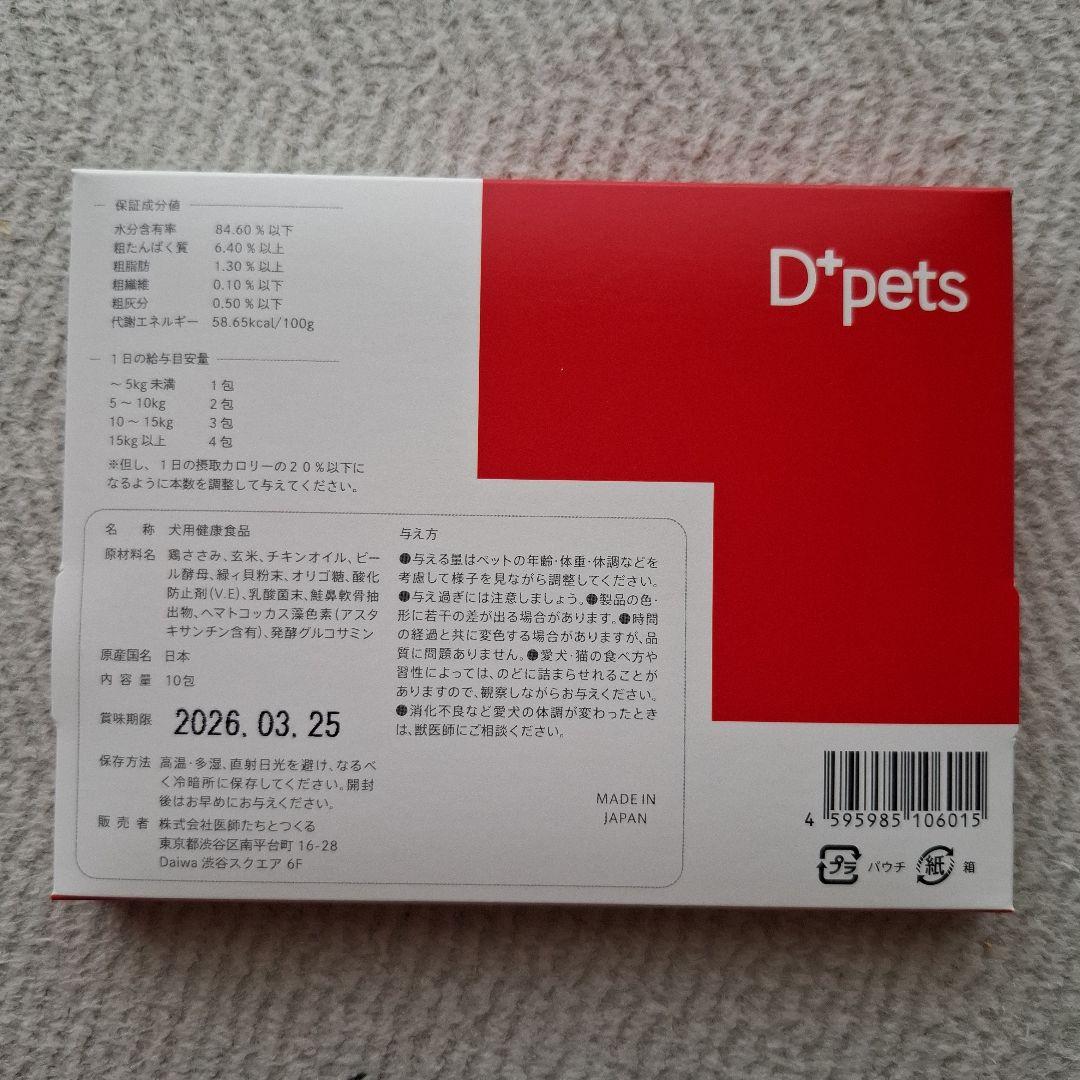 保証成分値
水分含有率 84.60%以下
粗たんぱく質 6.40%以上
粗脂肪 1.30%以上
粗繊維 0.10%以下
粗灰分 0.50%以下
代謝エネルギー 58.65kcal/100g
1日の給与目安量
～5kg未満 1包
5～10kg 2包
10～15kg 3包
15kg以上 4包
※但し、1日の摂取カロリーの20%以下に
なるように本数を調整して与えてください。
D+pets
名称 犬用健康食品
原材料名 鶏ささみ、玄米、チキンオイル、ビー
ル酵母、緑ィ貝粉末、オリゴ糖、酸化
防止剤(V.E)、乳酸菌末、鮭鼻軟骨抽
出物、ヘマトコッカス藻色素(アスタ
キサンチン含有)、発酵グルコサミン
原産国名 日本
内容量 10包
賞味期限 2026.03.25
保存方法 高温・多湿、直射日光を避け、なるべ
く冷暗所に保存してください。開封
後はお早めにお与えください。
販売者 株式会社医師たちとつくる
東京都渋谷区南平台町16-28
Daiwa渋谷スクエア 6F
与え方
●与える量はペットの年齢・体重・体調などを
考慮して様子を見ながら調整してください。
●与え過ぎには注意しましょう。●製品の色・
形に若干の差が出る場合があります。●時間
の経過と共に変色する場合がありますが、品
質に問題ありません。●愛犬・猫の食べ方や
習性によっては、のどに詰まらせれることが
ありますので、観察しながらお与えください。
●消化不良など愛犬の体調が変わったとき
は、獣医師にご相談ください。
MADE IN
JAPAN
4 595985 106015
プラ パウチ 紙 箱